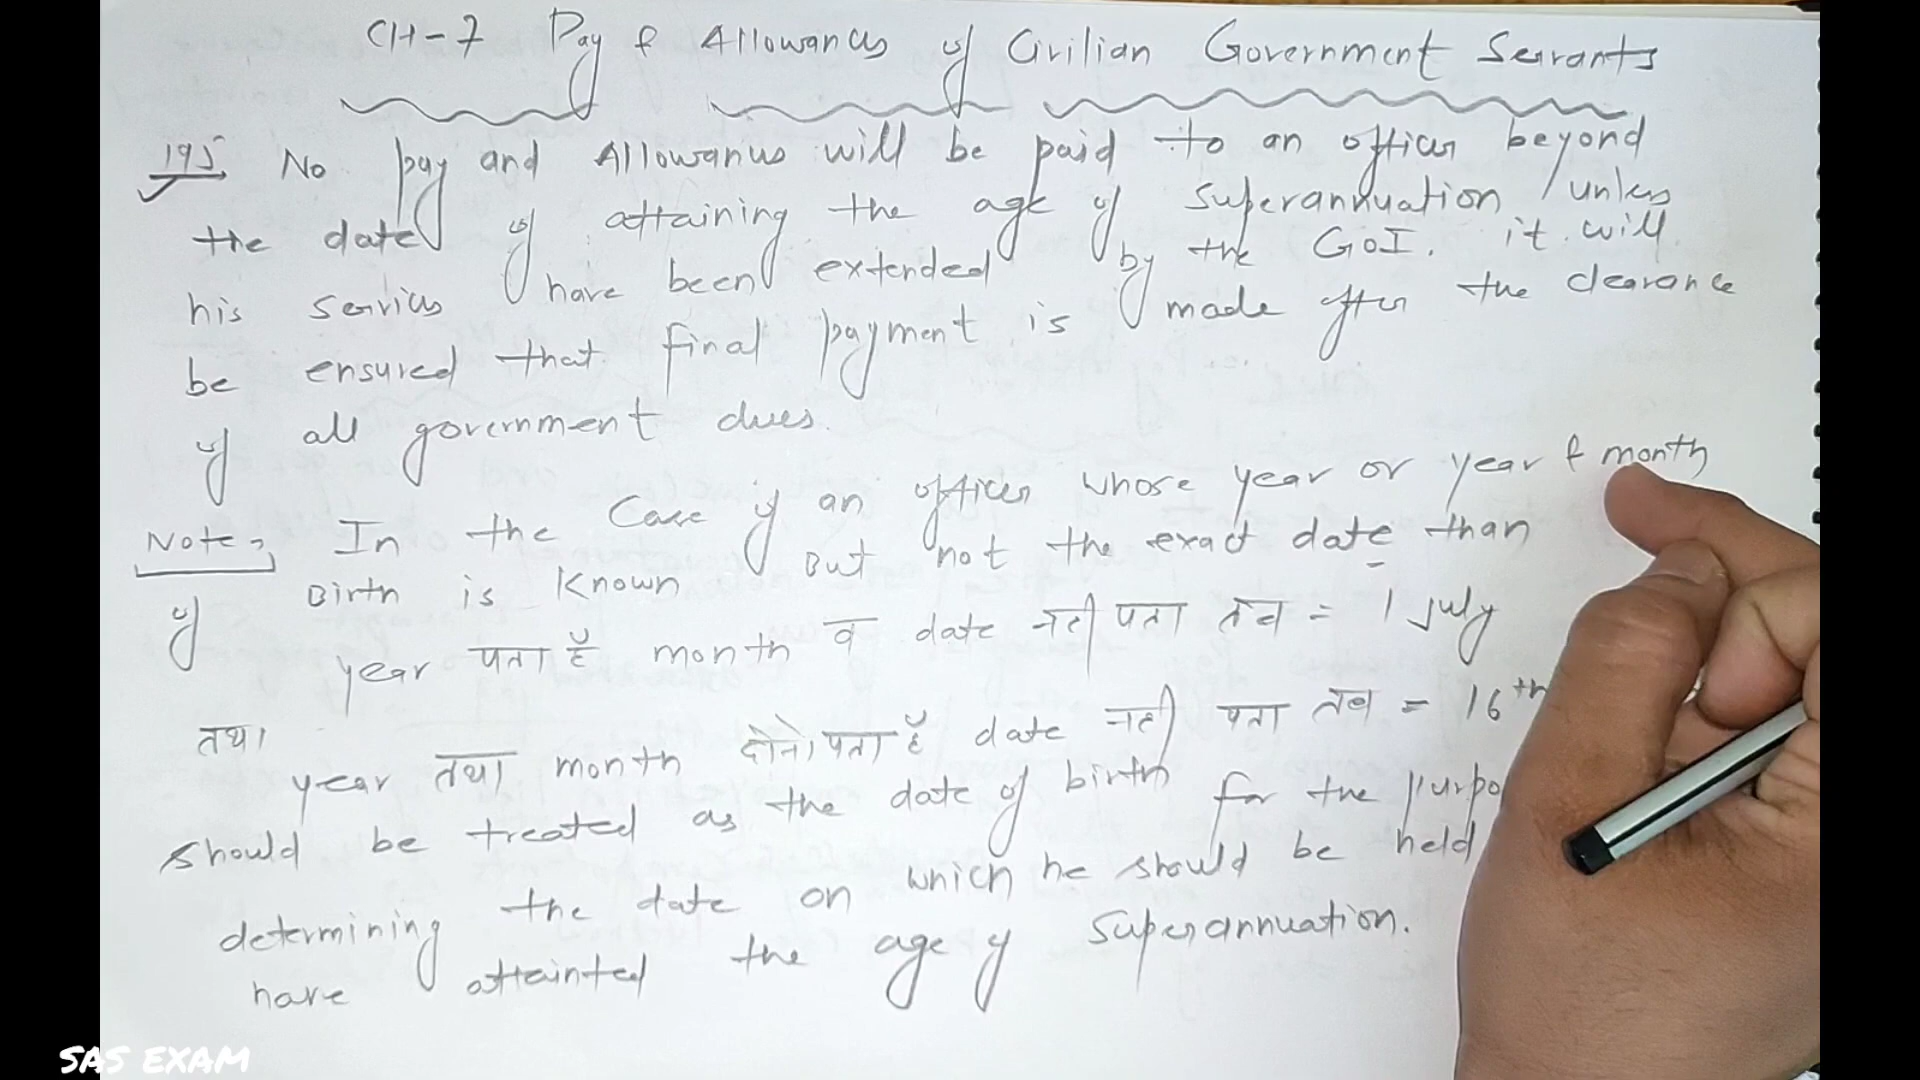 CH-7 Pay & Allowances of Civilian Government Servants
195 No pay and Allowances will be paid to an officer beyond
the date of attaining the age of superannuation / unless
his services have been extended by the GOI. it will
be ensured that final payment is made after the clearance
of all government dues.
Note:- In the case of an officer whose year or year & month
of Birth is known But not the exact date than
year पता है month व date नही पता तब = 1 July
तथा
year तथा month दोनो पता है date नही पता तब = 16th
should be treated as the date of birth for the purpo
determining the date on which he should be held
have attainted the age of superannuation.
SAS EXAM